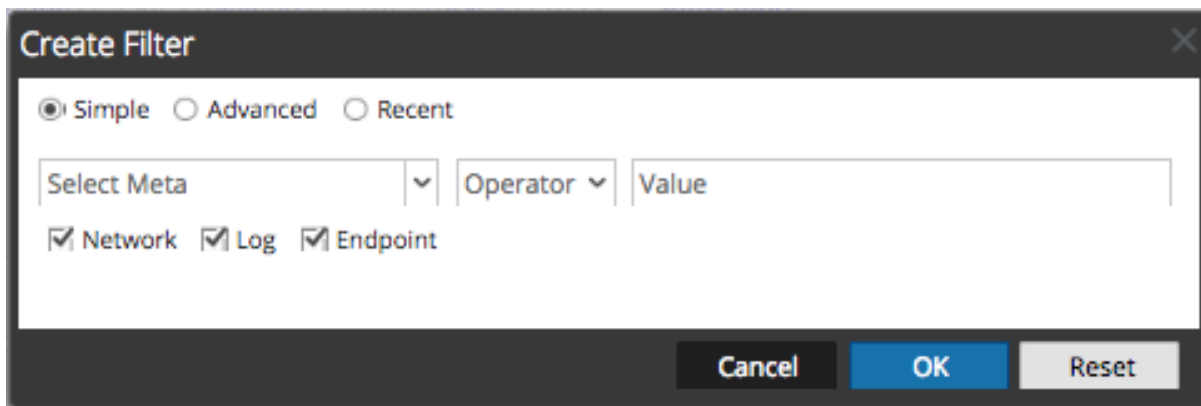 Create Filter
Simple Advanced Recent
Select Meta Operator Value
Network Log Endpoint
Cancel OK Reset